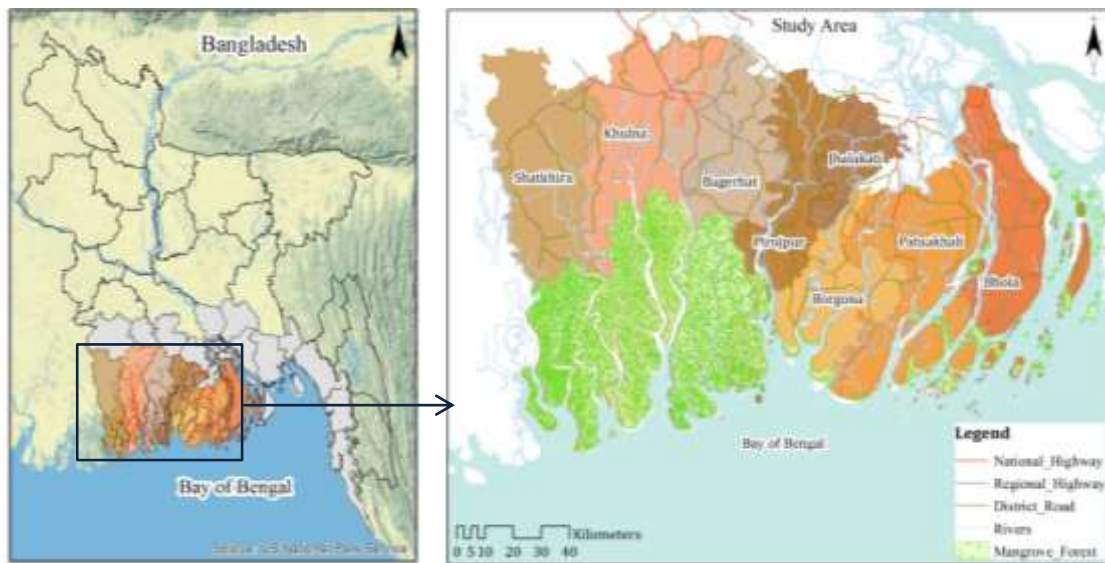 Bangladesh
Bay of Bengal
Study Area
Khulna
Jhalakati
Shatkhira
Bagerhat
Pirojpur
Patuakhali
Borguna
Bhola
Bay of Bengal
Legend
National_Highway
Regional_Highway
District_Road
Rivers
Mangrove_Forest
Kilometers
0 5 10 20 30 40